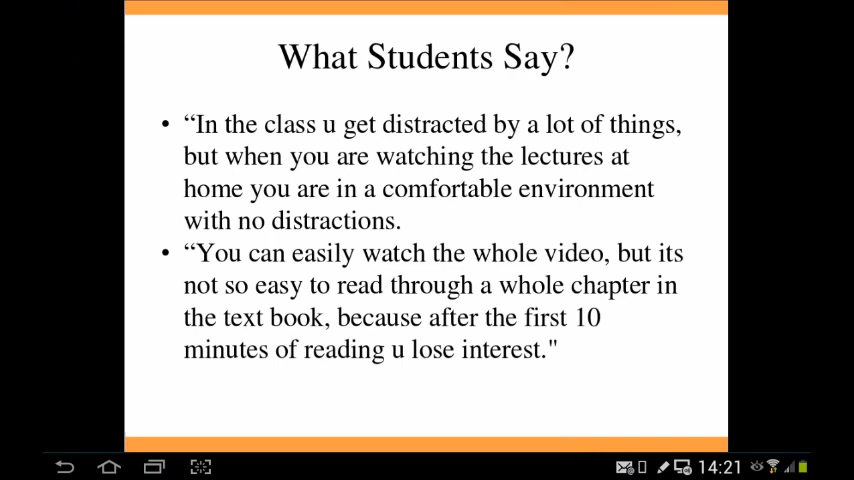 What Students Say?
• “In the class u get distracted by a lot of things,
but when you are watching the lectures at
home you are in a comfortable environment
with no distractions.
• “You can easily watch the whole video, but its
not so easy to read through a whole chapter in
the text book, because after the first 10
minutes of reading u lose interest."
14:21